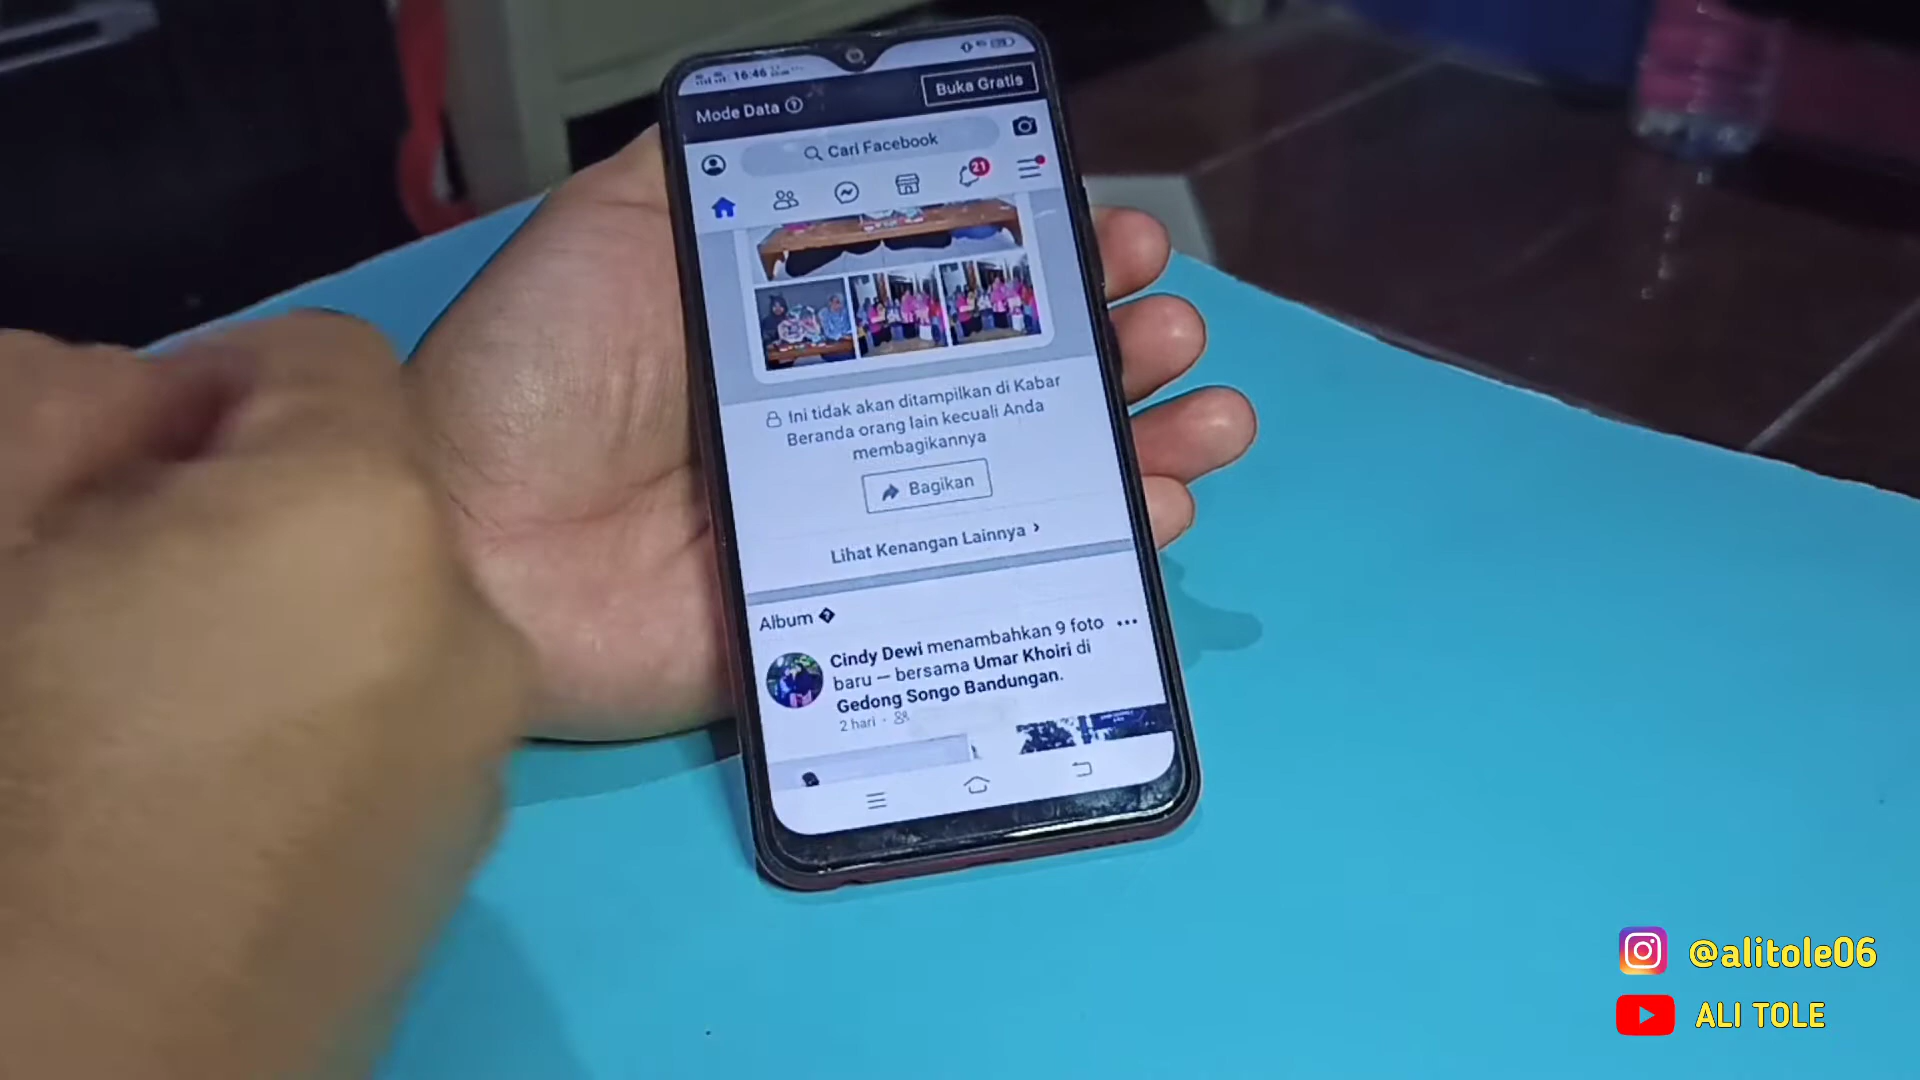 16:46
Mode Data
Buka Gratis
Cari Facebook
21
Ini tidak akan ditampilkan di Kabar
Beranda orang lain kecuali Anda
membagikannya
Bagikan
Lihat Kenangan Lainnya
Album
Cindy Dewi menambahkan 9 foto
baru — bersama Umar Khoiri di
Gedong Songo Bandungan.
2 hari
@alitole06
ALI TOLE